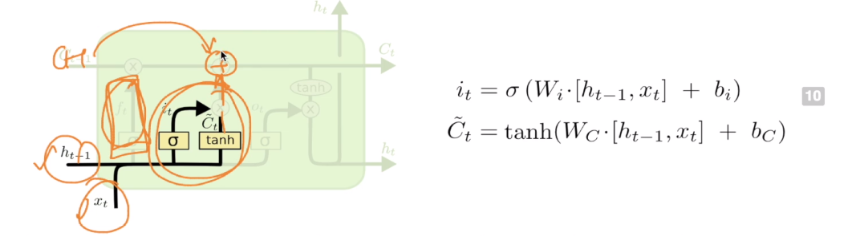 h_t
C_{t-1}
C_t
f_t
i_t
C̃_t
o_t
tanh
σ
σ
tanh
σ
h_{t-1}
h_t
x_t
i_t = σ (W_i·[h_{t-1}, x_t] + b_i)
C̃_t = tanh(W_C·[h_{t-1}, x_t] + b_C)
10